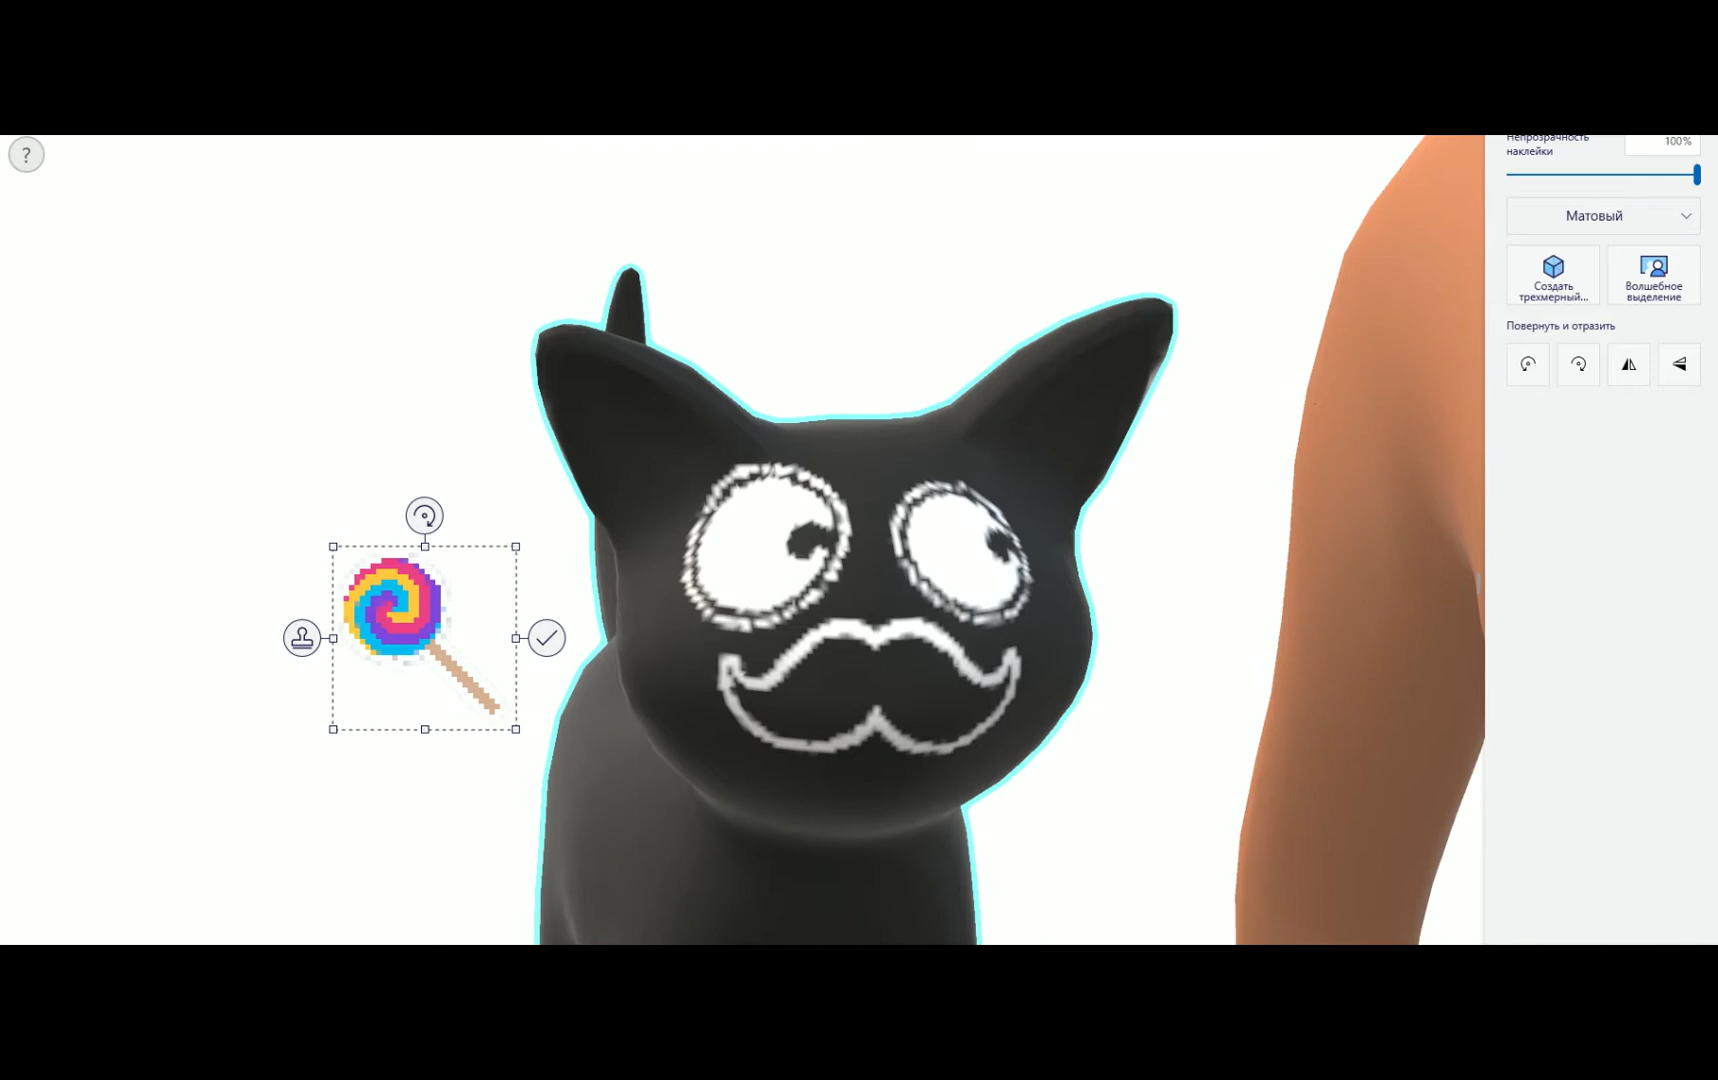 ?
Непрозрачность
наклейки
100%
Матовый
Создать
трехмерный...
Волшебное
выделение
Повернуть и отразить